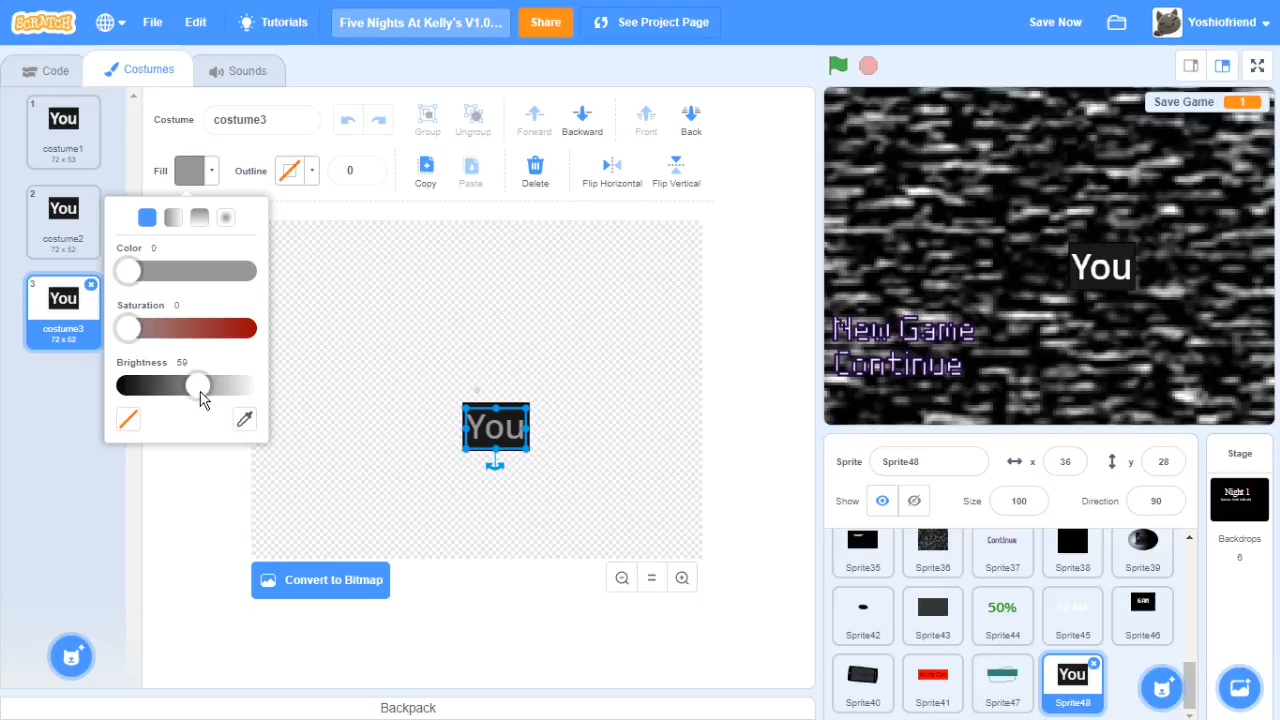 SCRATCH
File
Edit
Tutorials
Five Nights At Kelly's V1.0...
Share
See Project Page
Save Now
Yoshiofriend
Code
Costumes
Sounds
1
You
costume1
72 x 53
2
You
costume2
72 x 52
3
You
costume3
72 x 52
Costume
costume3
Group
Ungroup
Forward
Backward
Front
Back
Fill
Outline
0
Copy
Paste
Delete
Flip Horizontal
Flip Vertical
Color 0
Saturation 0
Brightness 59
You
Convert to Bitmap
Backpack
Save Game 1
You
New Game
Continue
Sprite
Sprite48
x
36
y
28
Show
Size
100
Direction
90
Stage
Night 1
Backdrops
6
Continue
Sprite35
Sprite36
Sprite37
Sprite38
Sprite39
50%
12 AM
6 AM
Sprite42
Sprite43
Sprite44
Sprite45
Sprite46
Mute Call
You
Sprite40
Sprite41
Sprite47
Sprite48